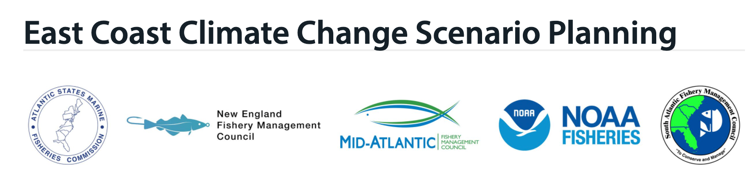 East Coast Climate Change Scenario Planning
ATLANTIC STATES MARINE
FISHERIES COMMISSION
New England
Fishery Management
Council
MID-ATLANTIC
FISHERY
MANAGEMENT
COUNCIL
NOAA
NOAA
FISHERIES
South Atlantic Fishery Management Council
"To Conserve and Manage"